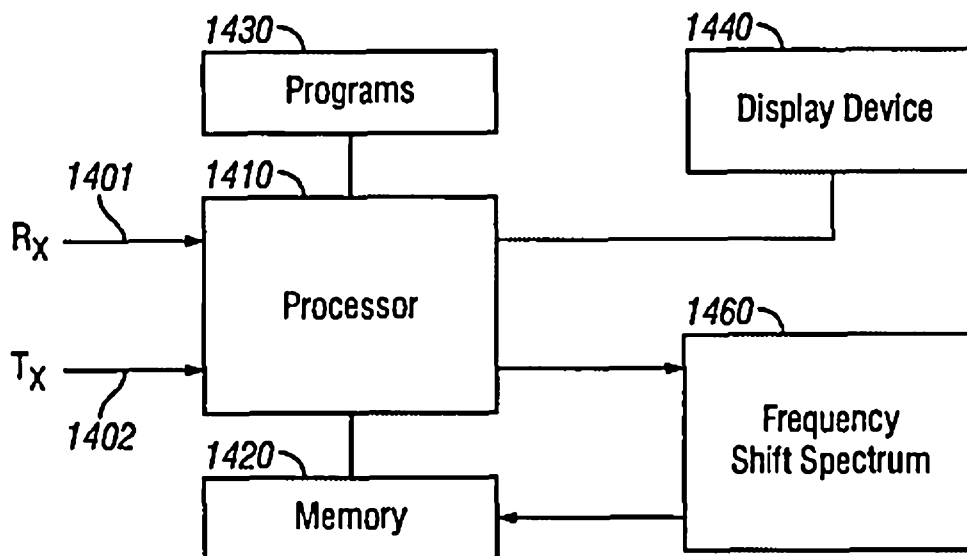 1430
Programs
1440
Display Device
1401
1410
Rx
Processor
Tx
1402
1460
Frequency
Shift Spectrum
1420
Memory